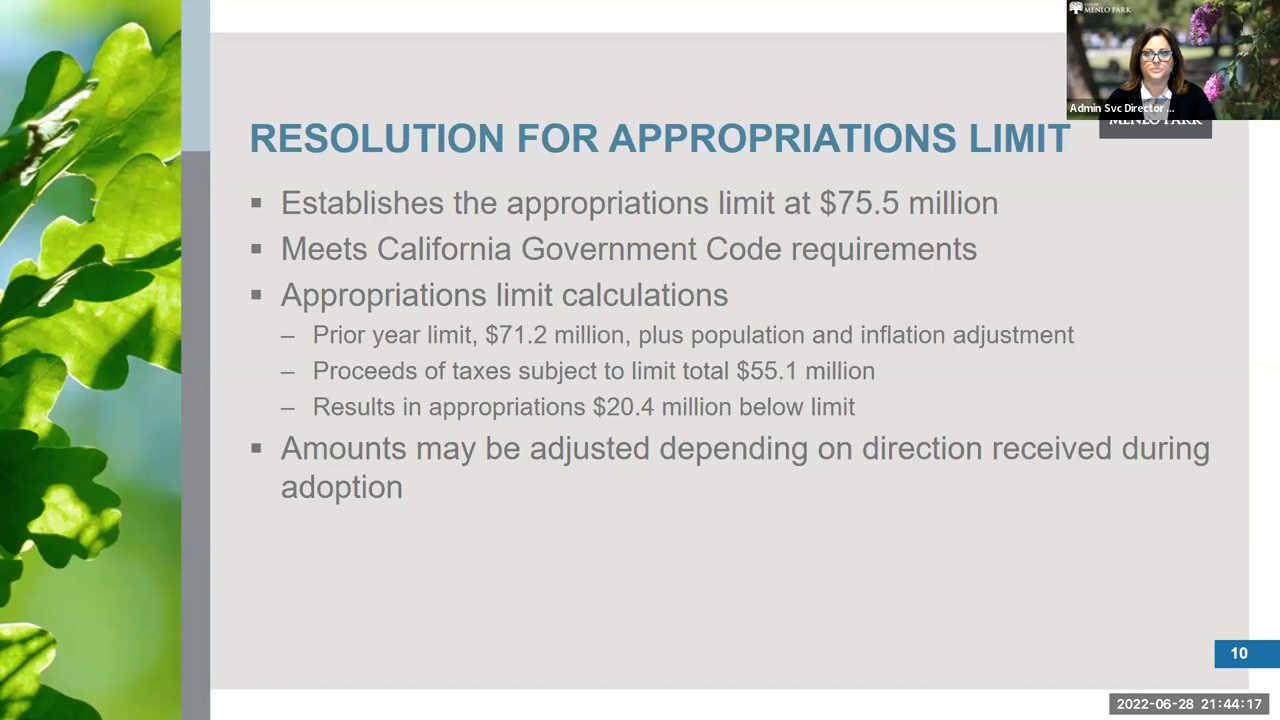 MENLO PARK
Admin Svc Director ...
MENLO PARK
RESOLUTION FOR APPROPRIATIONS LIMIT
▪ Establishes the appropriations limit at $75.5 million
▪ Meets California Government Code requirements
▪ Appropriations limit calculations
– Prior year limit, $71.2 million, plus population and inflation adjustment
– Proceeds of taxes subject to limit total $55.1 million
– Results in appropriations $20.4 million below limit
▪ Amounts may be adjusted depending on direction received during
adoption
10
2022-06-28 21:44:17